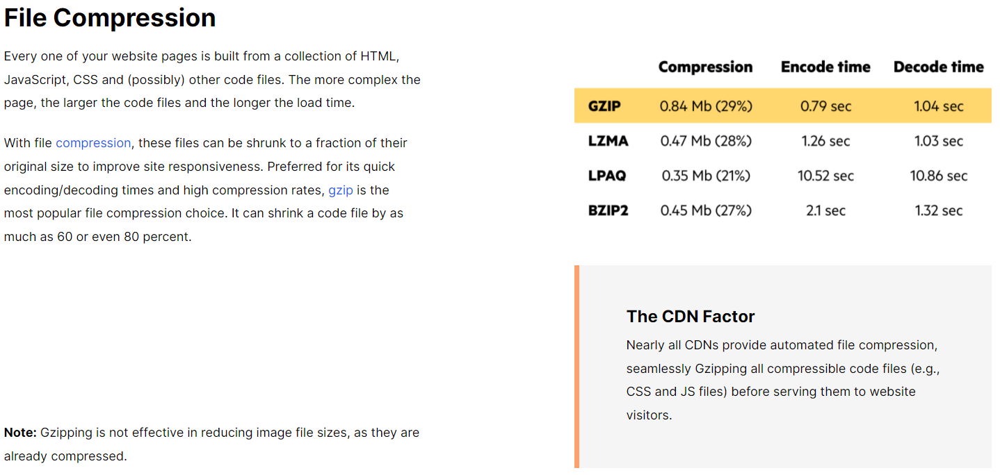 File Compression
Every one of your website pages is built from a collection of HTML,
JavaScript, CSS and (possibly) other code files. The more complex the
page, the larger the code files and the longer the load time.
With file compression, these files can be shrunk to a fraction of their
original size to improve site responsiveness. Preferred for its quick
encoding/decoding times and high compression rates, gzip is the
most popular file compression choice. It can shrink a code file by as
much as 60 or even 80 percent.
Note: Gzipping is not effective in reducing image file sizes, as they are
already compressed.
Compression Encode time Decode time
GZIP 0.84 Mb (29%) 0.79 sec 1.04 sec
LZMA 0.47 Mb (28%) 1.26 sec 1.03 sec
LPAQ 0.35 Mb (21%) 10.52 sec 10.86 sec
BZIP2 0.45 Mb (27%) 2.1 sec 1.32 sec
The CDN Factor
Nearly all CDNs provide automated file compression,
seamlessly Gzipping all compressible code files (e.g.,
CSS and JS files) before serving them to website
visitors.